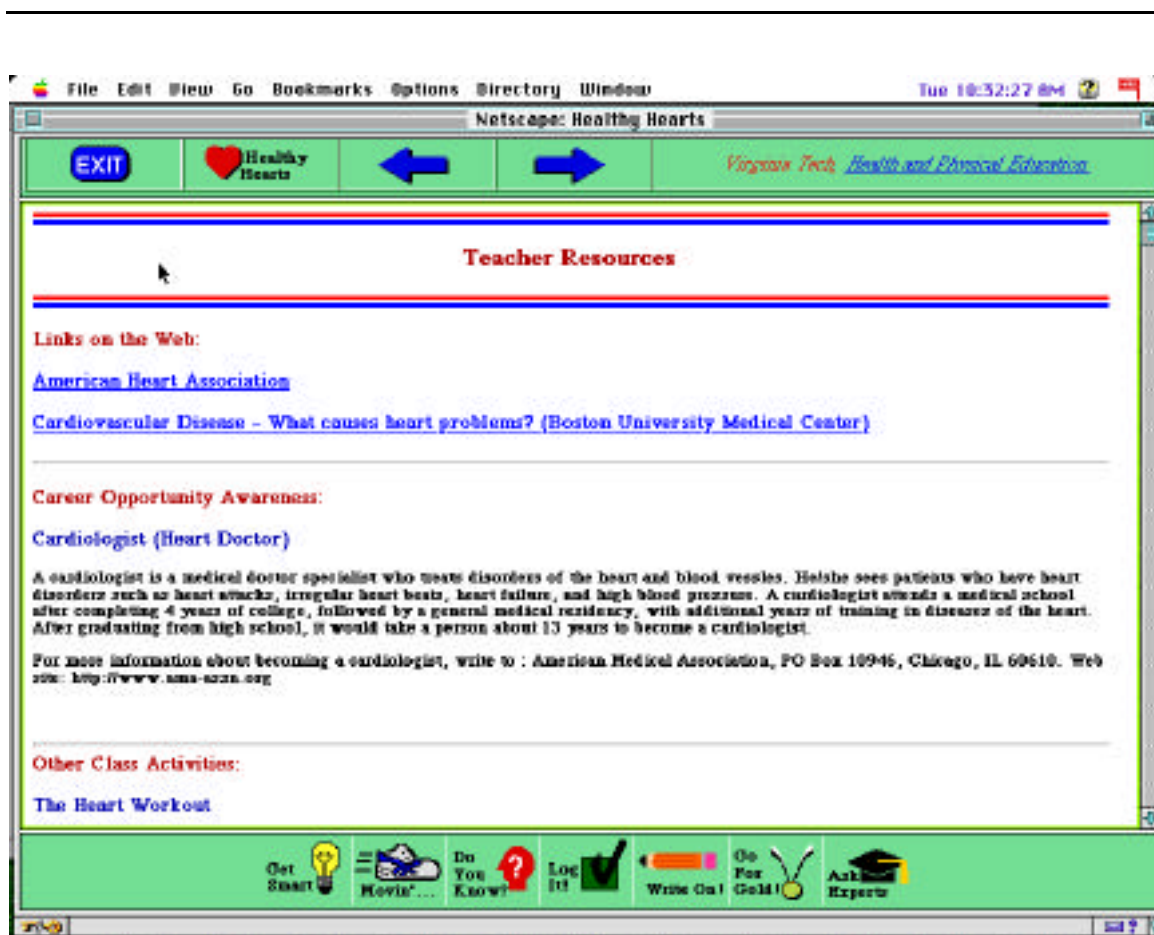 File Edit View Go Bookmarks Options Directory Window Tue 10:32:27 AM
Netscape: Healthy Hearts
EXIT
Healthy
Hearts
Virginia Tech, Health and Physical Education
Teacher Resources
Links on the Web:
American Heart Association
Cardiovascular Disease - What causes heart problems? (Boston University Medical Center)
Career Opportunity Awareness:
Cardiologist (Heart Doctor)
A cardiologist is a medical doctor specialist who treats disorders of the heart and blood vessles. He/she sees patients who have heart
disorders such as heart attacks, irregular heart beats, heart failure, and high blood pressure. A cardiologist attends a medical school
after completing 4 years of college, followed by a general medical residency, with additional years of training in diseases of the heart.
After graduating from high school, it would take a person about 13 years to become a cardiologist.
For more information about becoming a cardiologist, write to : American Medical Association, PO Box 10946, Chicago, IL 60610. Web
site: http://www.ama-assn.org
Other Class Activities:
The Heart Workout
Get
Smart
Movin'....
Do
You
Know?
Log
It!
Write On!
Go
For
Gold!
Ask
Experts